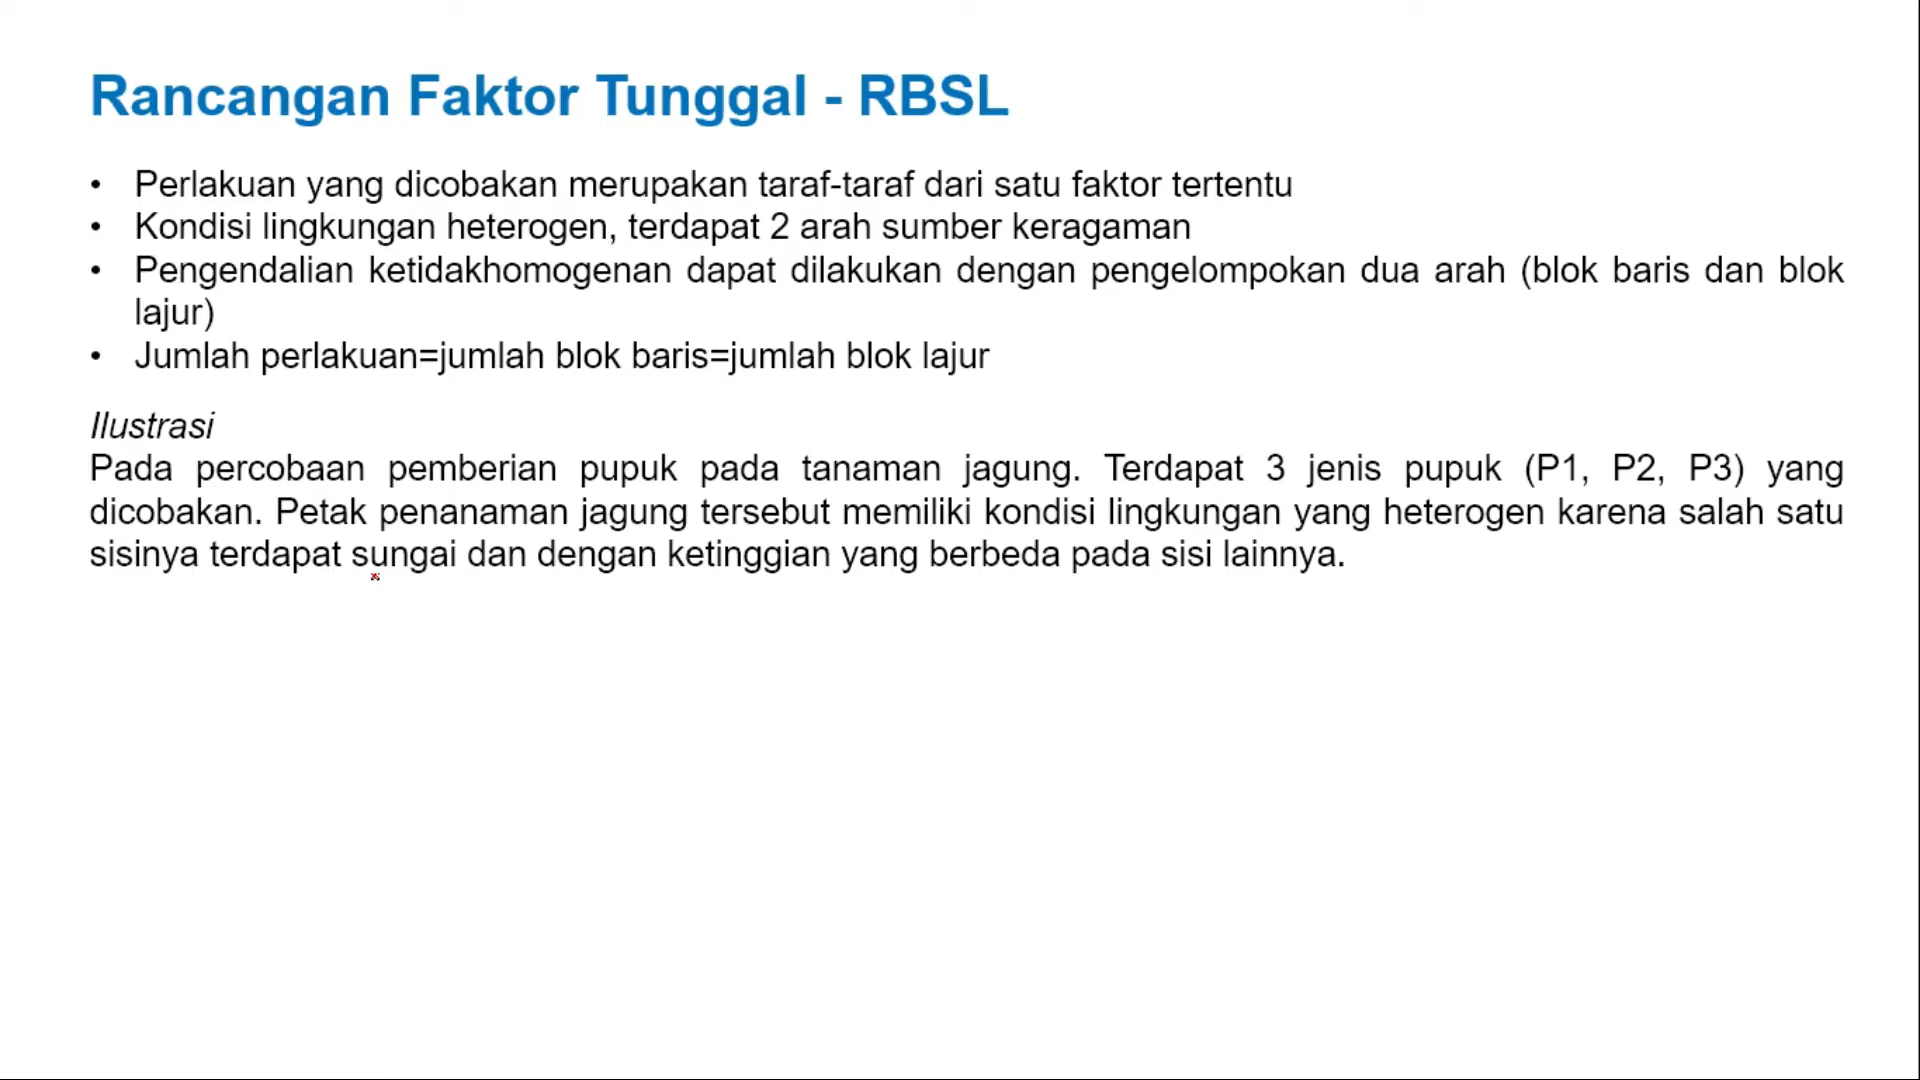 Rancangan Faktor Tunggal - RBSL
• Perlakuan yang dicobakan merupakan taraf-taraf dari satu faktor tertentu
• Kondisi lingkungan heterogen, terdapat 2 arah sumber keragaman
• Pengendalian ketidakhomogenan dapat dilakukan dengan pengelompokan dua arah (blok baris dan blok
lajur)
• Jumlah perlakuan=jumlah blok baris=jumlah blok lajur
Ilustrasi
Pada percobaan pemberian pupuk pada tanaman jagung. Terdapat 3 jenis pupuk (P1, P2, P3) yang
dicobakan. Petak penanaman jagung tersebut memiliki kondisi lingkungan yang heterogen karena salah satu
sisinya terdapat sungai dan dengan ketinggian yang berbeda pada sisi lainnya.